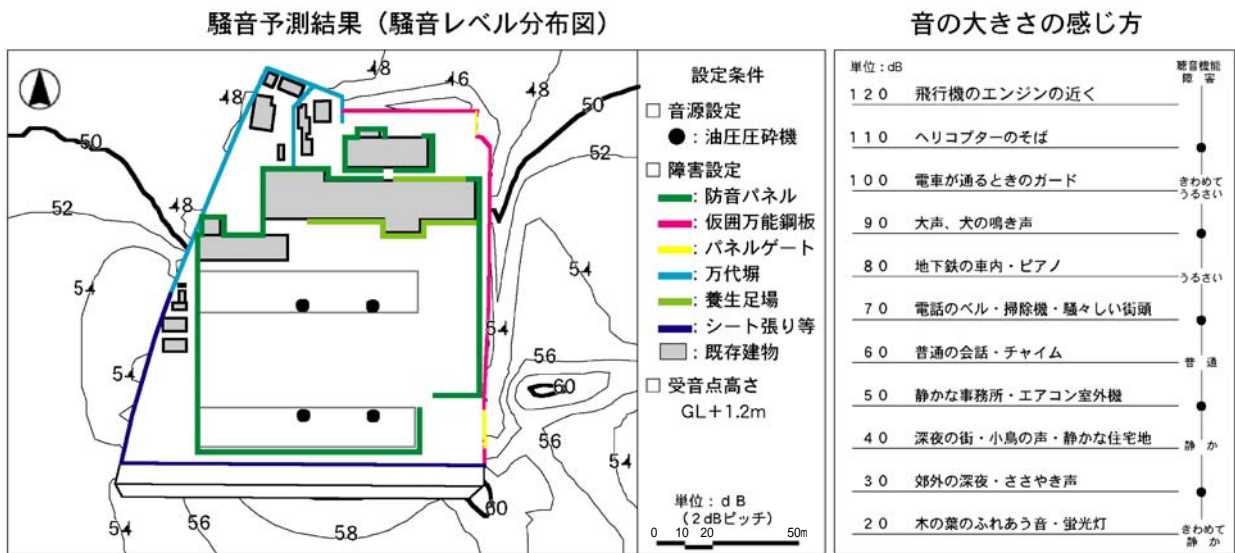 騒音予測結果（騒音レベル分布図）
音の大きさの感じ方
48
48
46
50
50
52
48
52
54
54
54
54
56
60
56
54
54
56
58
60
設定条件
□ 音源設定
●：油圧圧砕機
□ 障害設定
：防音パネル
：仮囲万能鋼板
：パネルゲート
：万代塀
：養生足場
：シート張り等
：既存建物
□ 受音点高さ
GL＋1.2m
単位：ｄＢ
（２dBピッチ）
0 10 20 50m
単位：dB
聴音機能
障害
120 飛行機のエンジンの近く
110 ヘリコプターのそば
100 電車が通るときのガード
きわめて
うるさい
90 大声、犬の鳴き声
80 地下鉄の車内・ピアノ
うるさい
70 電話のベル・掃除機・騒々しい街頭
60 普通の会話・チャイム
普通
50 静かな事務所・エアコン室外機
40 深夜の街・小鳥の声・静かな住宅地
静か
30 郊外の深夜・ささやき声
20 木の葉のふれあう音・蛍光灯
きわめて
静か